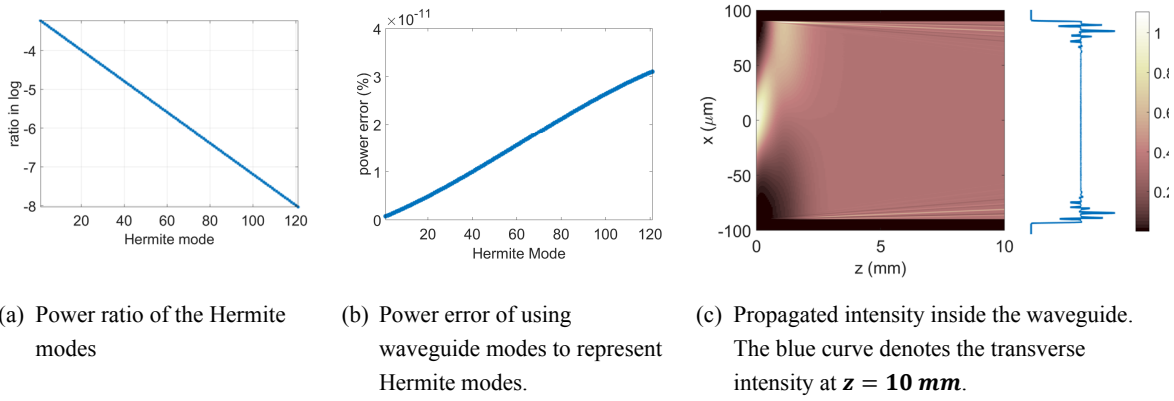 -4
-5
-6
-7
-8
20 40 60 80 100 120
Hermite mode
ratio in log
×10⁻¹¹
4
3
2
1
0
20 40 60 80 100 120
Hermite Mode
power error (%)
100
50
0
-50
-100
0 5 10
z (mm)
x (μm)
1
0.8
0.6
0.4
0.2
(a) Power ratio of the Hermite
modes
(b) Power error of using
waveguide modes to represent
Hermite modes.
(c) Propagated intensity inside the waveguide.
The blue curve denotes the transverse
intensity at z = 10 mm.